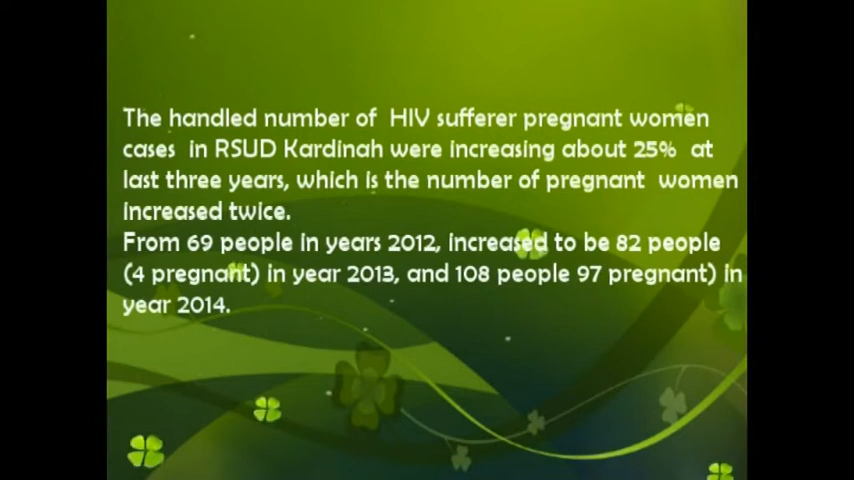 The handled number of HIV sufferer pregnant women
cases in RSUD Kardinah were increasing about 25% at
last three years, which is the number of pregnant women
increased twice.
From 69 people in years 2012, increased to be 82 people
(4 pregnant) in year 2013, and 108 people 97 pregnant) in
year 2014.